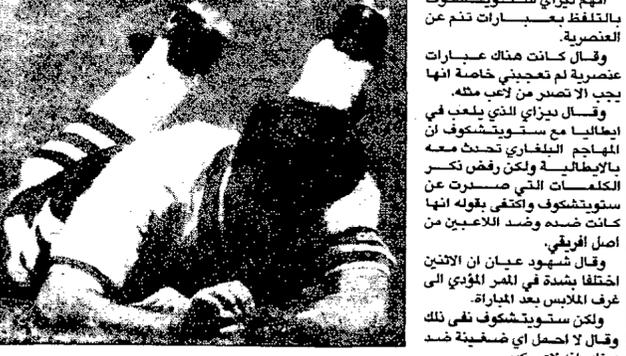 اتهم ديزاي ستويتشكوف
بالتلفظ بعبارات تنم عن
العنصرية.
وقال كانت هناك عبارات
عنصرية لم تعجبني خاصة انها
يجب الا تصدر من لاعب مثله.
وقال ديزاي الذي يلعب في
ايطاليا مع ستويتشكوف ان
المهاجم البلغاري تحدث معه
بالايطالية ولكن رفض ذكر
الكلمات التي صدرت عن
ستويتشكوف واكتفى بقوله انها
كانت ضده وضد اللاعبين من
اصل افريقي.
وقال شهود عيان ان الاثنين
اختلفا بشدة في الممر المؤدي الى
غرف الملابس بعد المباراة.
ولكن ستويتشكوف نفى ذلك
وقال لا احمل اي ضغينة ضد